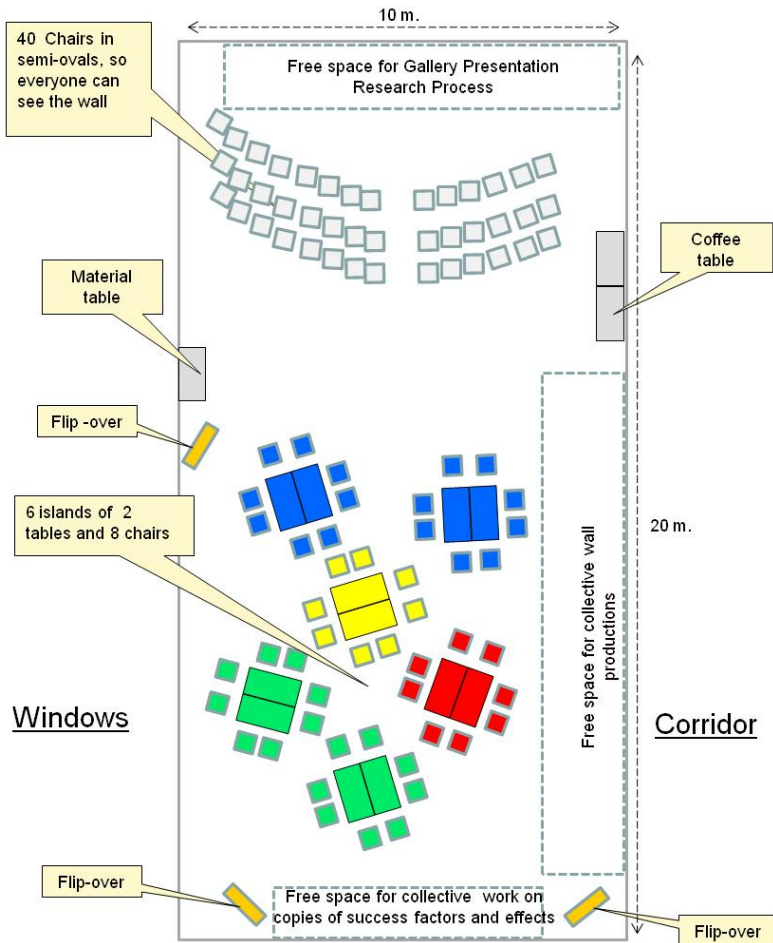 10 m.
40 Chairs in
semi-ovals, so
everyone can
see the wall
Free space for Gallery Presentation
Research Process
Coffee
table
Material
table
Flip -over
6 islands of 2
tables and 8 chairs
20 m.
Free space for collective wall
productions
Windows
Corridor
Flip-over
Free space for collective work on
copies of success factors and effects
Flip-over